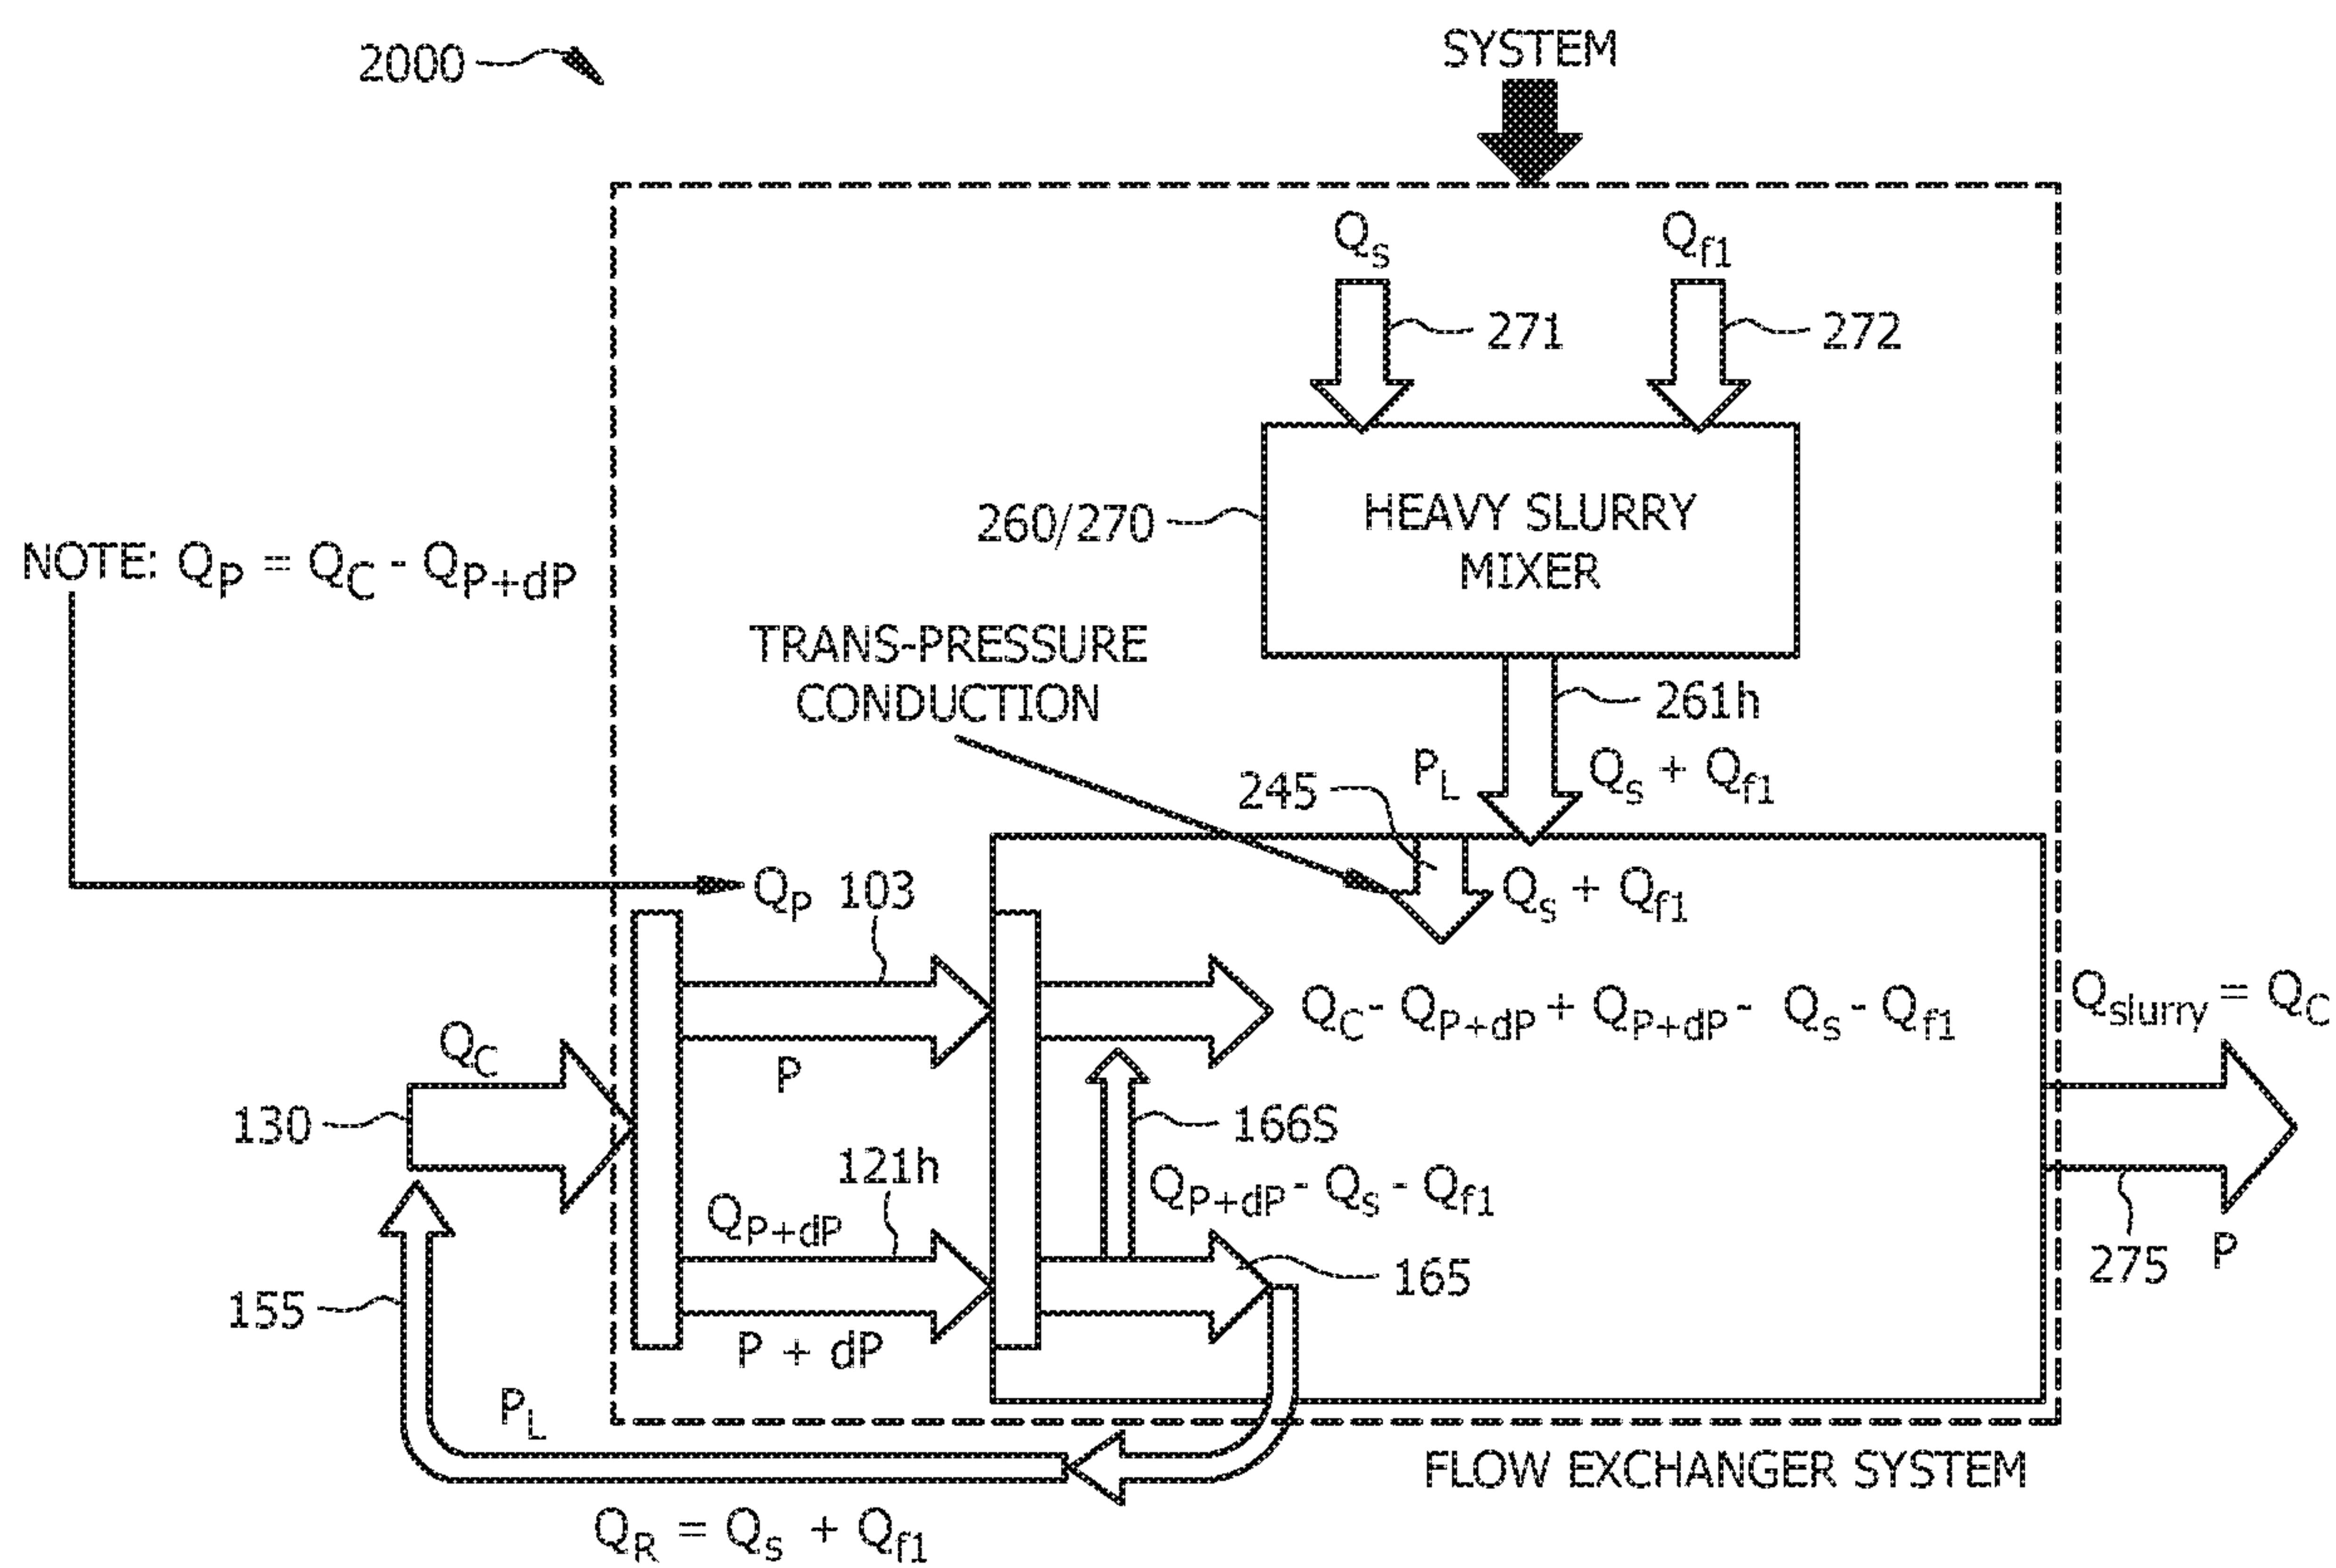 2000
SYSTEM
Qs
Qf1
271
272
260/270
HEAVY SLURRY
MIXER
NOTE: QP = QC - QP+dP
TRANS-PRESSURE
CONDUCTION
261h
245
PL
Qs + Qf1
QP
103
Qs + Qf1
QC
P
QC - QP+dP + QP+dP - Qs - Qf1
Qslurry = QC
130
166S
121h
QP+dP
QP+dP - Qs - Qf1
155
165
275
P
P + dP
PL
FLOW EXCHANGER SYSTEM
QR = Qs + Qf1